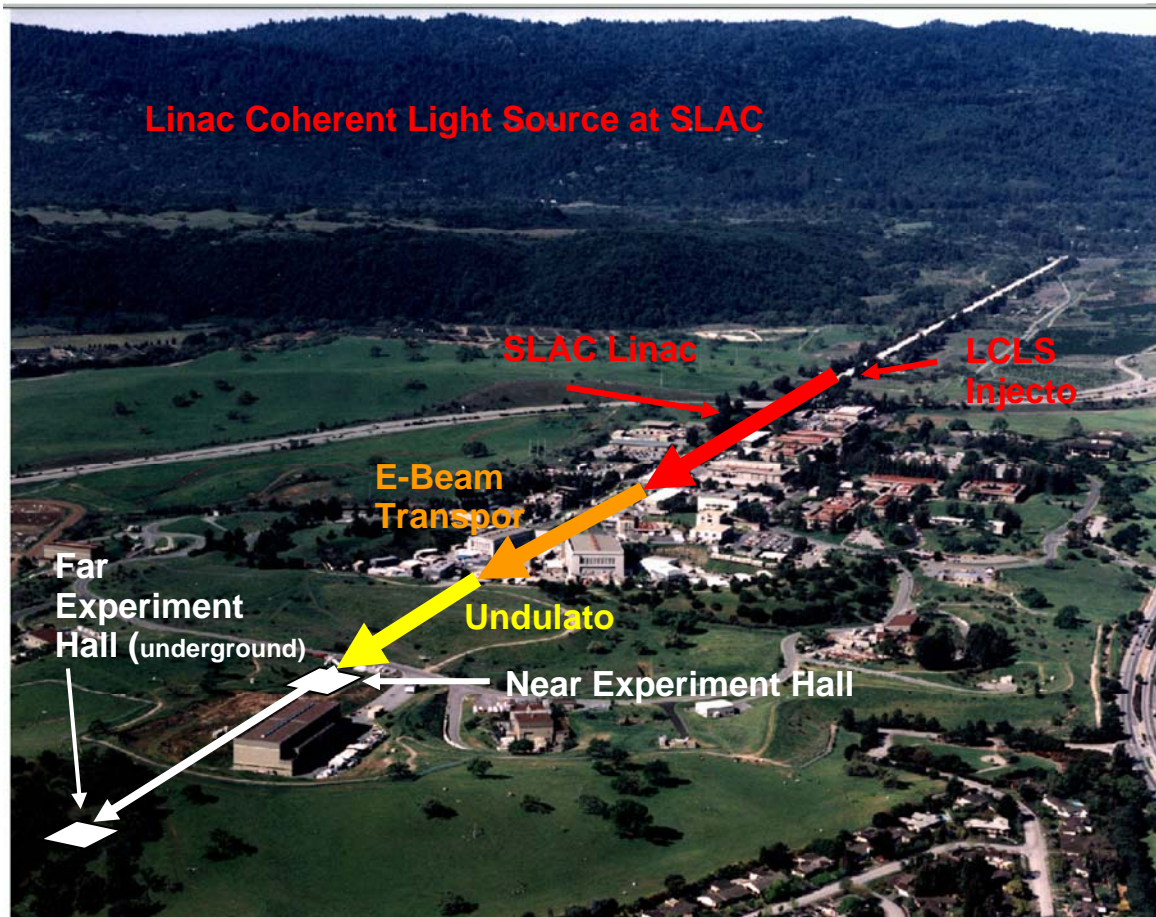 Linac Coherent Light Source at SLAC
SLAC Linac
LCLS
Injecto
E-Beam
Transpor
Far
Experiment
Hall (underground)
Undulato
Near Experiment Hall